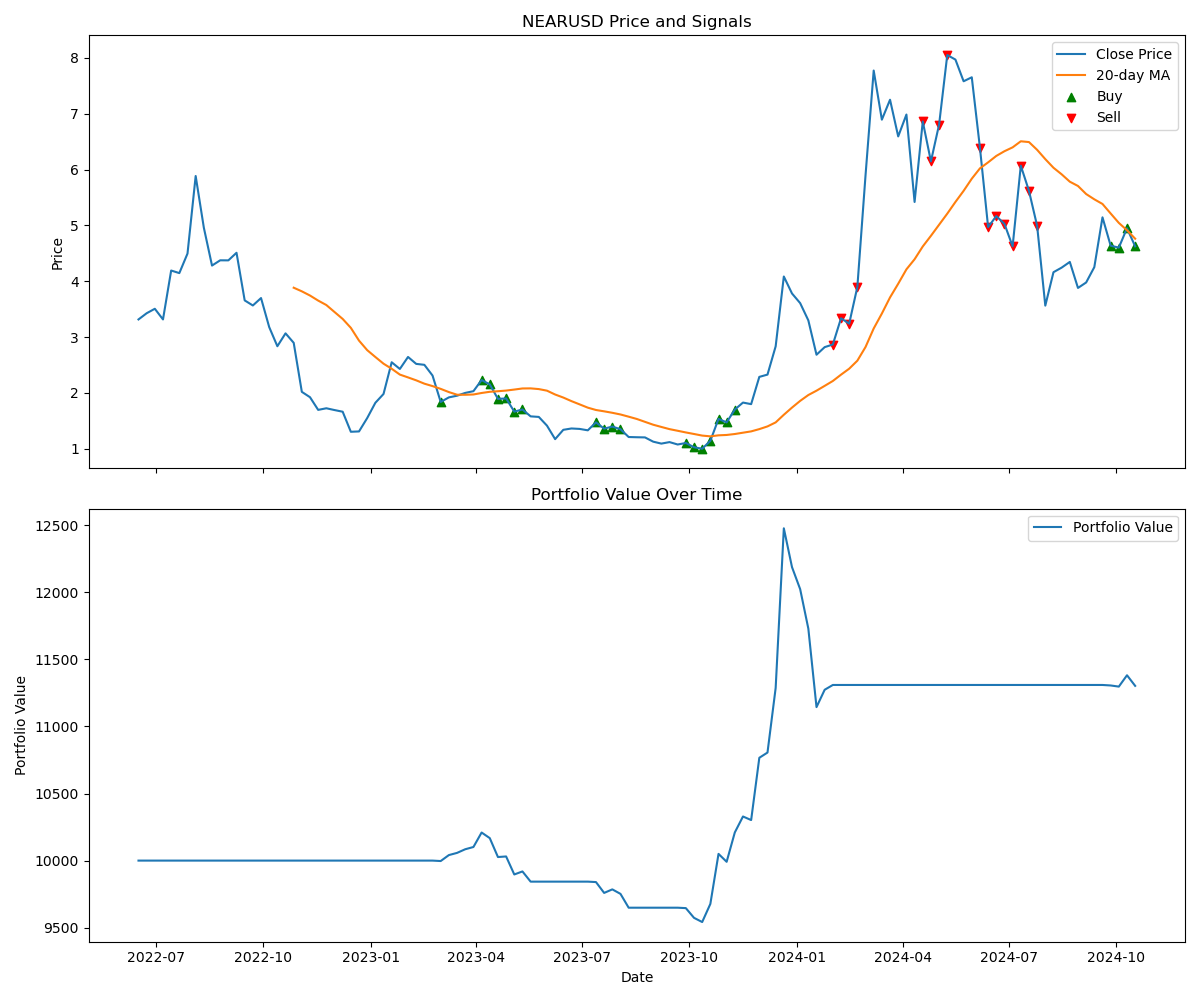 NEARUSD Price and Signals
Price
8
7
6
5
4
3
2
1
Close Price
20-day MA
Buy
Sell
Portfolio Value Over Time
Portfolio Value
12500
12000
11500
11000
10500
10000
9500
Portfolio Value
2022-07 2022-10 2023-01 2023-04 2023-07 2023-10 2024-01 2024-04 2024-07 2024-10
Date